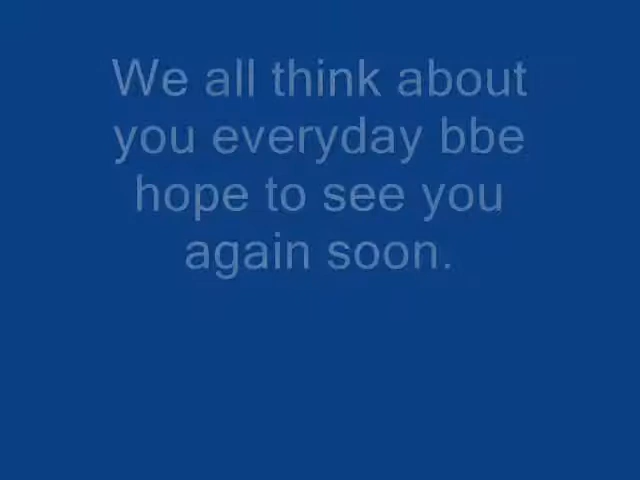 We all think about
you everyday bbe
hope to see you
again soon.